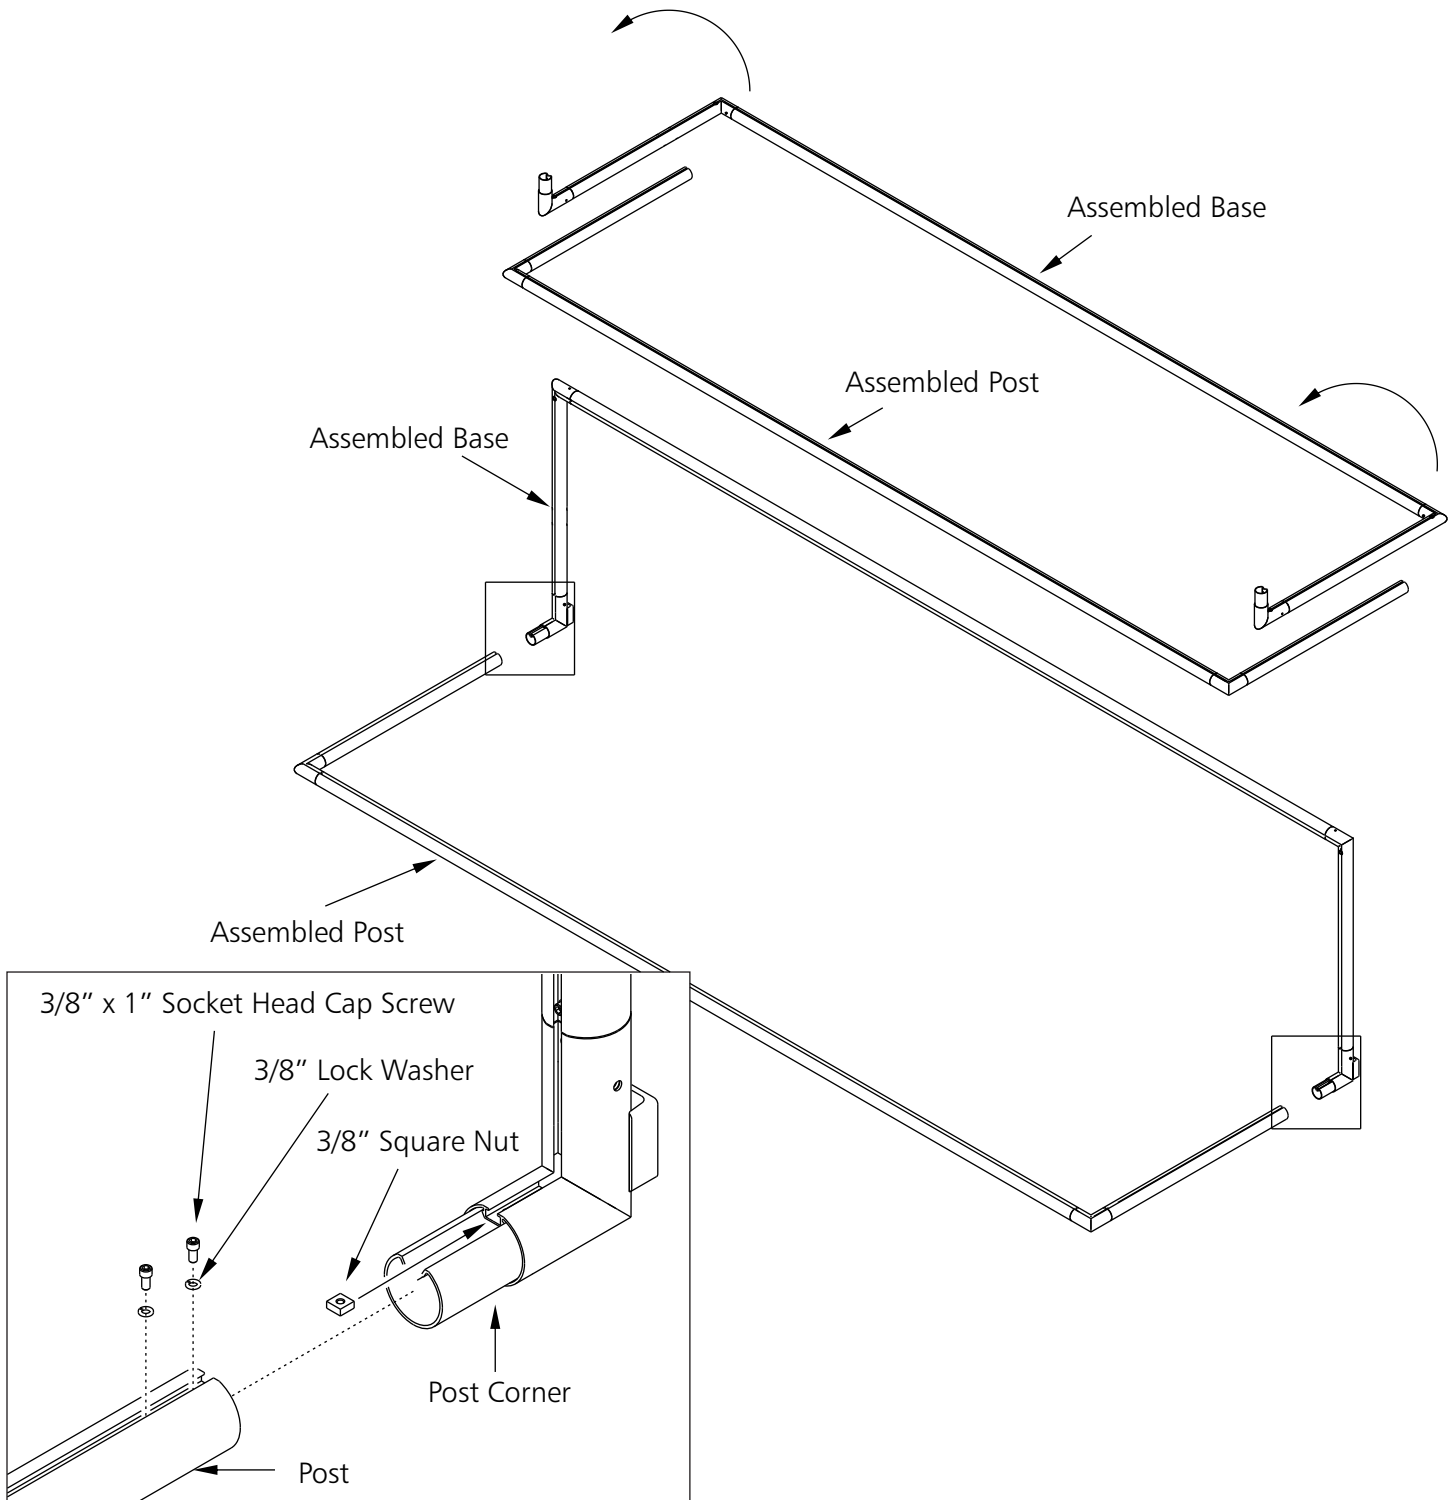 Assembled Base
Assembled Post
Assembled Base
Assembled Post
3/8” x 1” Socket Head Cap Screw
3/8” Lock Washer
3/8” Square Nut
Post Corner
Post